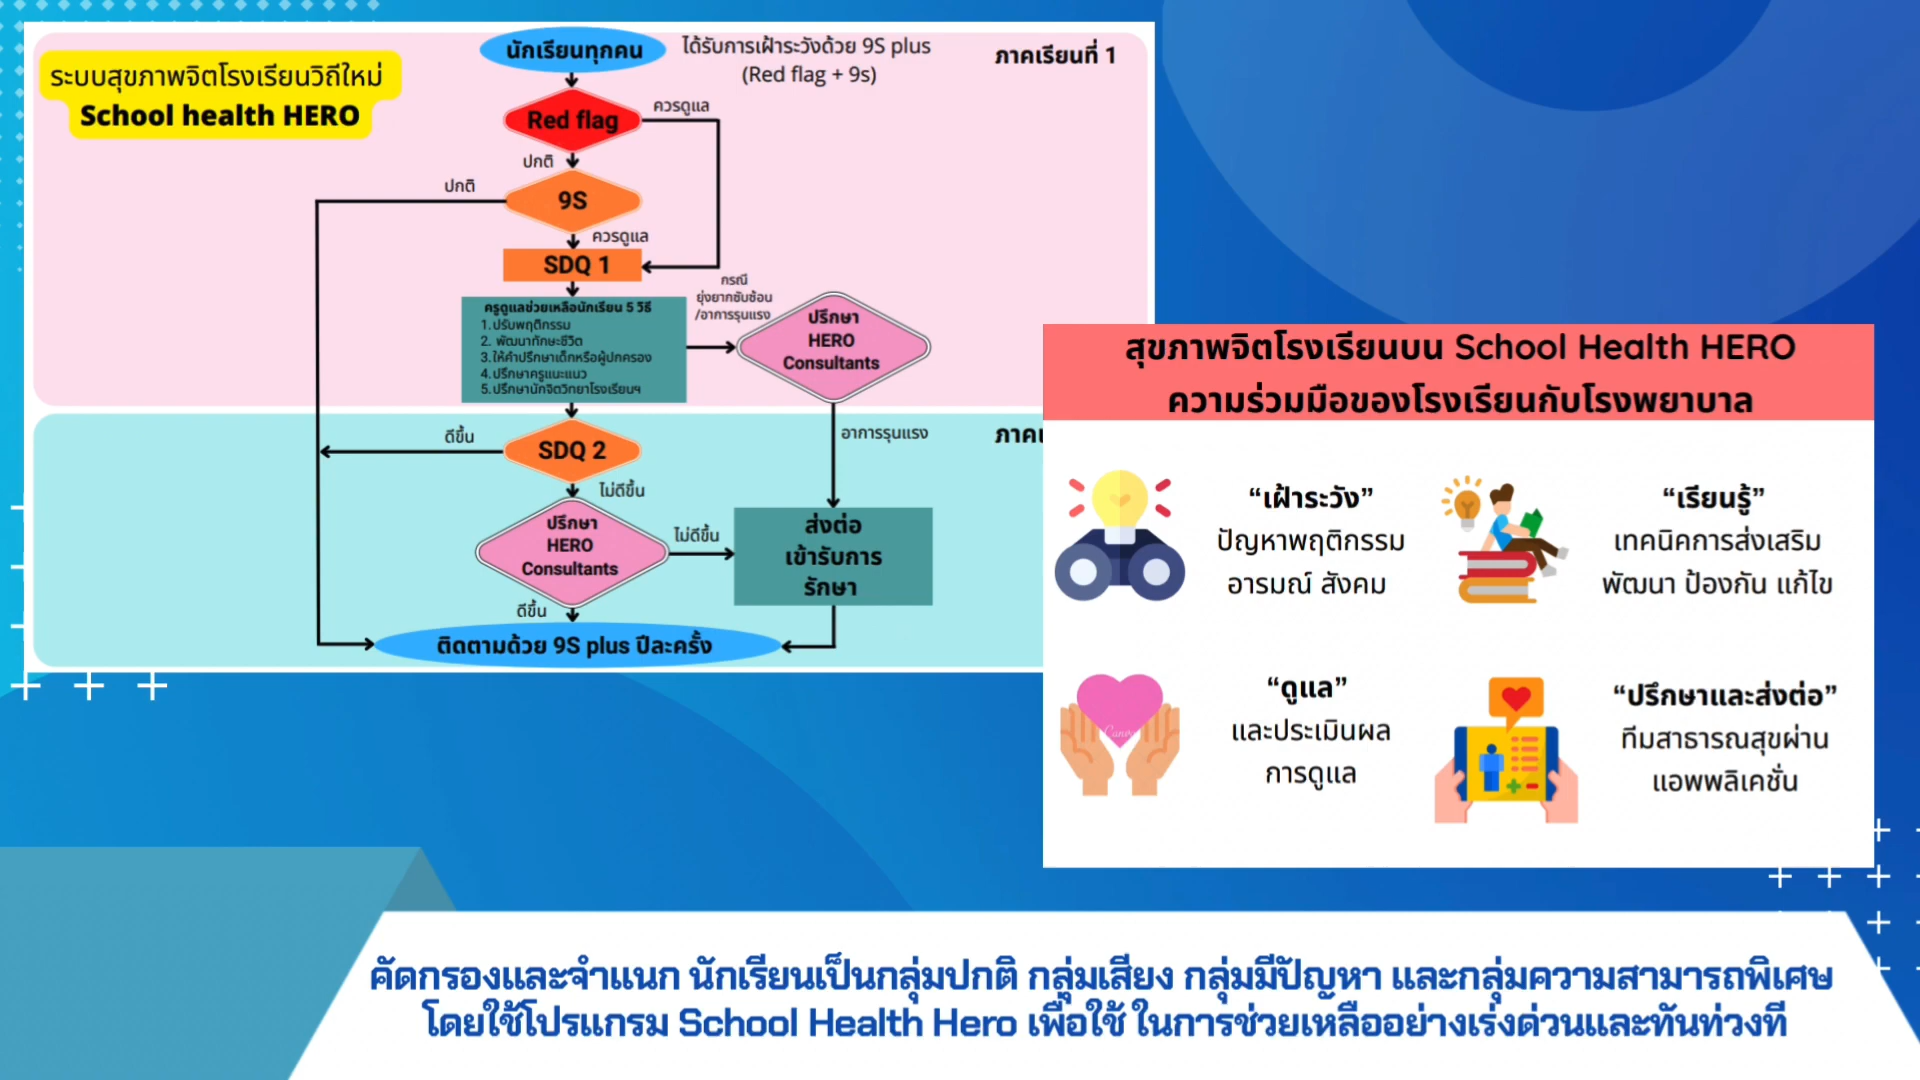 ระบบสุขภาพจิตโรงเรียนวิถีใหม่
School health HERO
นักเรียนทุกคน
ได้รับการเฝ้าระวังด้วย 9S plus
(Red flag + 9s)
ภาคเรียนที่ 1
Red flag
ควรดูแล
ปกติ
ปกติ
9S
ควรดูแล
SDQ 1
ครูดูแลช่วยเหลือนักเรียน 5 วิธี
1.ปรับพฤติกรรม
2. พัฒนาทักษะชีวิต
3.ให้คำปรึกษาเด็กหรือผู้ปกครอง
4.ปรึกษาครูแนะแนว
5.ปรึกษานักจิตวิทยาโรงเรียนฯ
กรณี
ยุ่งยากซับซ้อน
/อาการรุนแรง
ปรึกษา
HERO
Consultants
ดีขึ้น
SDQ 2
อาการรุนแรง
ไม่ดีขึ้น
ปรึกษา
HERO
Consultants
ไม่ดีขึ้น
ส่งต่อ
เข้ารับการ
รักษา
ดีขึ้น
ติดตามด้วย 9S plus ปีละครั้ง
สุขภาพจิตโรงเรียนบน School Health HERO
ความร่วมมือของโรงเรียนกับโรงพยาบาล
“เฝ้าระวัง”
ปัญหาพฤติกรรม
อารมณ์ สังคม
“เรียนรู้”
เทคนิคการส่งเสริม
พัฒนา ป้องกัน แก้ไข
“ดูแล”
และประเมินผล
การดูแล
“ปรึกษาและส่งต่อ”
ทีมสาธารณสุขผ่าน
แอพพลิเคชั่น
Canva
คัดกรองและจำแนก นักเรียนเป็นกลุ่มปกติ กลุ่มเสี่ยง กลุ่มมีปัญหา และกลุ่มความสามารถพิเศษ
โดยใช้โปรแกรม School Health Hero เพื่อใช้ ในการช่วยเหลืออย่างเร่งด่วนและทันท่วงที